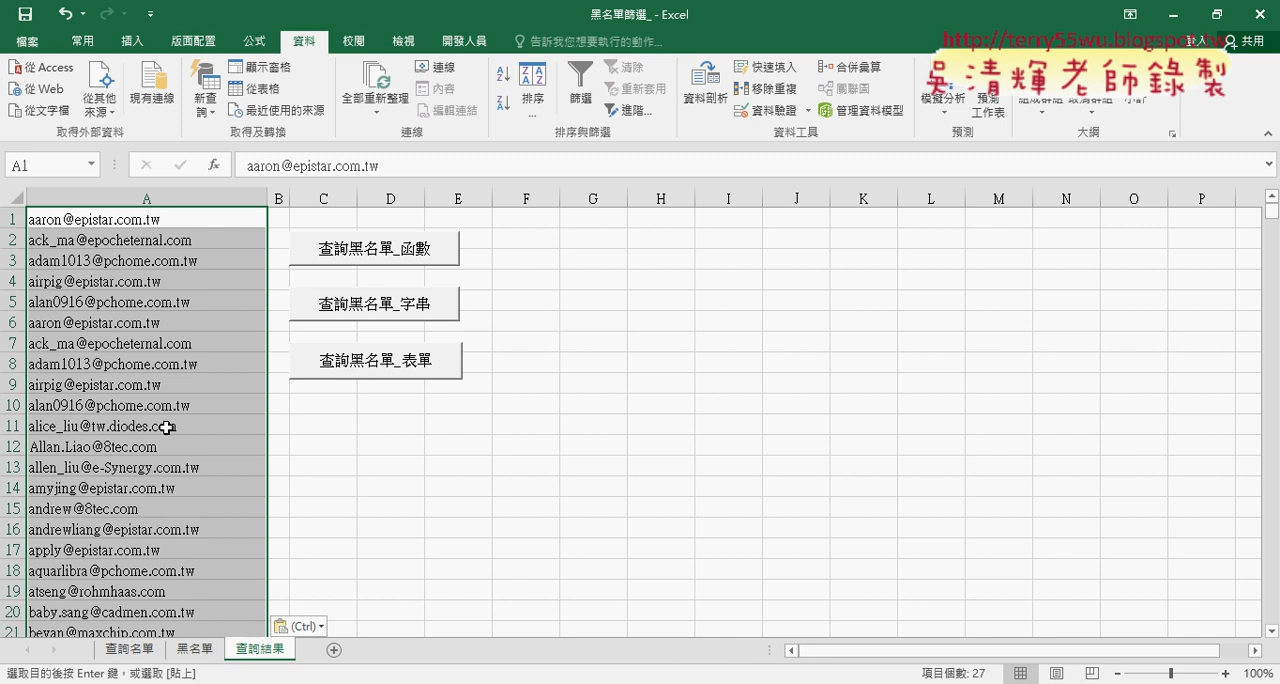 黑名單篩選_ - Excel
http://terry55wu.blogspot.tw
吳清輝老師錄製
檔案 常用 插入 版面配置 公式 資料 校閱 檢視 開發人員 告訴我您想要執行的動作... 登入 共用
從 Access
從 Web
從文字檔
從其他
來源
現有連線
取得外部資料
新查
詢
顯示查詢
從表格
最近使用的來源
取得及轉換
全部重新整理
連線
內容
編輯連結
連線
排序
...
篩選
清除
重新套用
進階...
排序與篩選
資料剖析
快速填入
移除重複
資料驗證
合併彙算
關聯圖
管理資料模型
資料工具
模擬分析
預測
工作表
預測
大綱
A1 fx aaron@epistar.com.tw
A B C D E F G H I J K L M N O P
1 aaron@epistar.com.tw
2 ack_ma@epocheternal.com
3 adam1013@pchome.com.tw
4 airpig@epistar.com.tw
5 alan0916@pchome.com.tw
6 aaron@epistar.com.tw
7 ack_ma@epocheternal.com
8 adam1013@pchome.com.tw
9 airpig@epistar.com.tw
10 alan0916@pchome.com.tw
11 alice_liu@tw.diodes.com
12 Allan.Liao@8tec.com
13 allen_liu@e-Synergy.com.tw
14 amyjing@epistar.com.tw
15 andrew@8tec.com
16 andrewliang@epistar.com.tw
17 apply@epistar.com.tw
18 aquarlibra@pchome.com.tw
19 atseng@rohmhaas.com
20 baby.sang@cadmen.com.tw
21 bevan@maxchip.com.tw
查詢黑名單_函數
查詢黑名單_字串
查詢黑名單_表單
(Ctrl)
查詢名單 黑名單 查詢結果
選取目的後按 Enter 鍵，或選取 [貼上] 項目個數: 27 100%